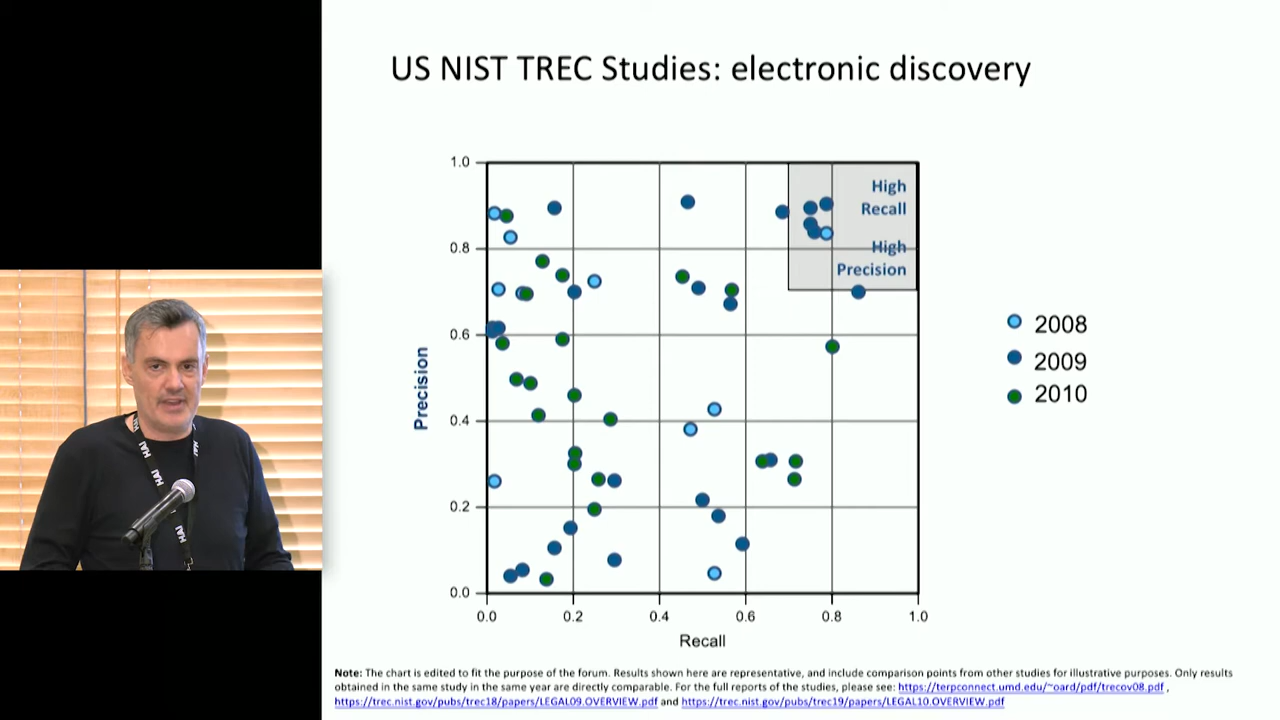 US NIST TREC Studies: electronic discovery
1.0
0.8
0.6
0.4
0.2
0.0
Precision
High
Recall
High
Precision
0.0 0.2 0.4 0.6 0.8 1.0
Recall
2008
2009
2010
HAI
HAI
HAI
HAI
Note: The chart is edited to fit the purpose of the forum. Results shown here are representative, and include comparison points from other studies for illustrative purposes. Only results
obtained in the same study in the same year are directly comparable. For the full reports of the studies, please see: https://terpconnect.umd.edu/~oard/pdf/trecov08.pdf ,
https://trec.nist.gov/pubs/trec18/papers/LEGAL09.OVERVIEW.pdf and https://trec.nist.gov/pubs/trec19/papers/LEGAL10.OVERVIEW.pdf